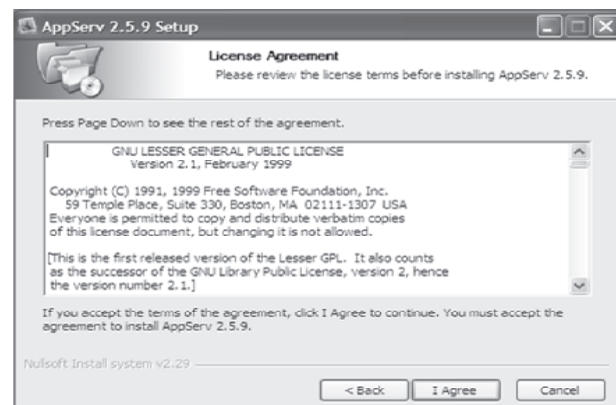 AppServ 2.5.9 Setup
License Agreement
Please review the license terms before installing AppServ 2.5.9.
Press Page Down to see the rest of the agreement.
GNU LESSER GENERAL PUBLIC LICENSE
Version 2.1, February 1999
Copyright (C) 1991, 1999 Free Software Foundation, Inc.
59 Temple Place, Suite 330, Boston, MA 02111-1307 USA
Everyone is permitted to copy and distribute verbatim copies
of this license document, but changing it is not allowed.
[This is the first released version of the Lesser GPL. It also counts
as the successor of the GNU Library Public License, version 2, hence
the version number 2.1.]
If you accept the terms of the agreement, click I Agree to continue. You must accept the
agreement to install AppServ 2.5.9.
Nullsoft Install system v2.29
< Back I Agree Cancel